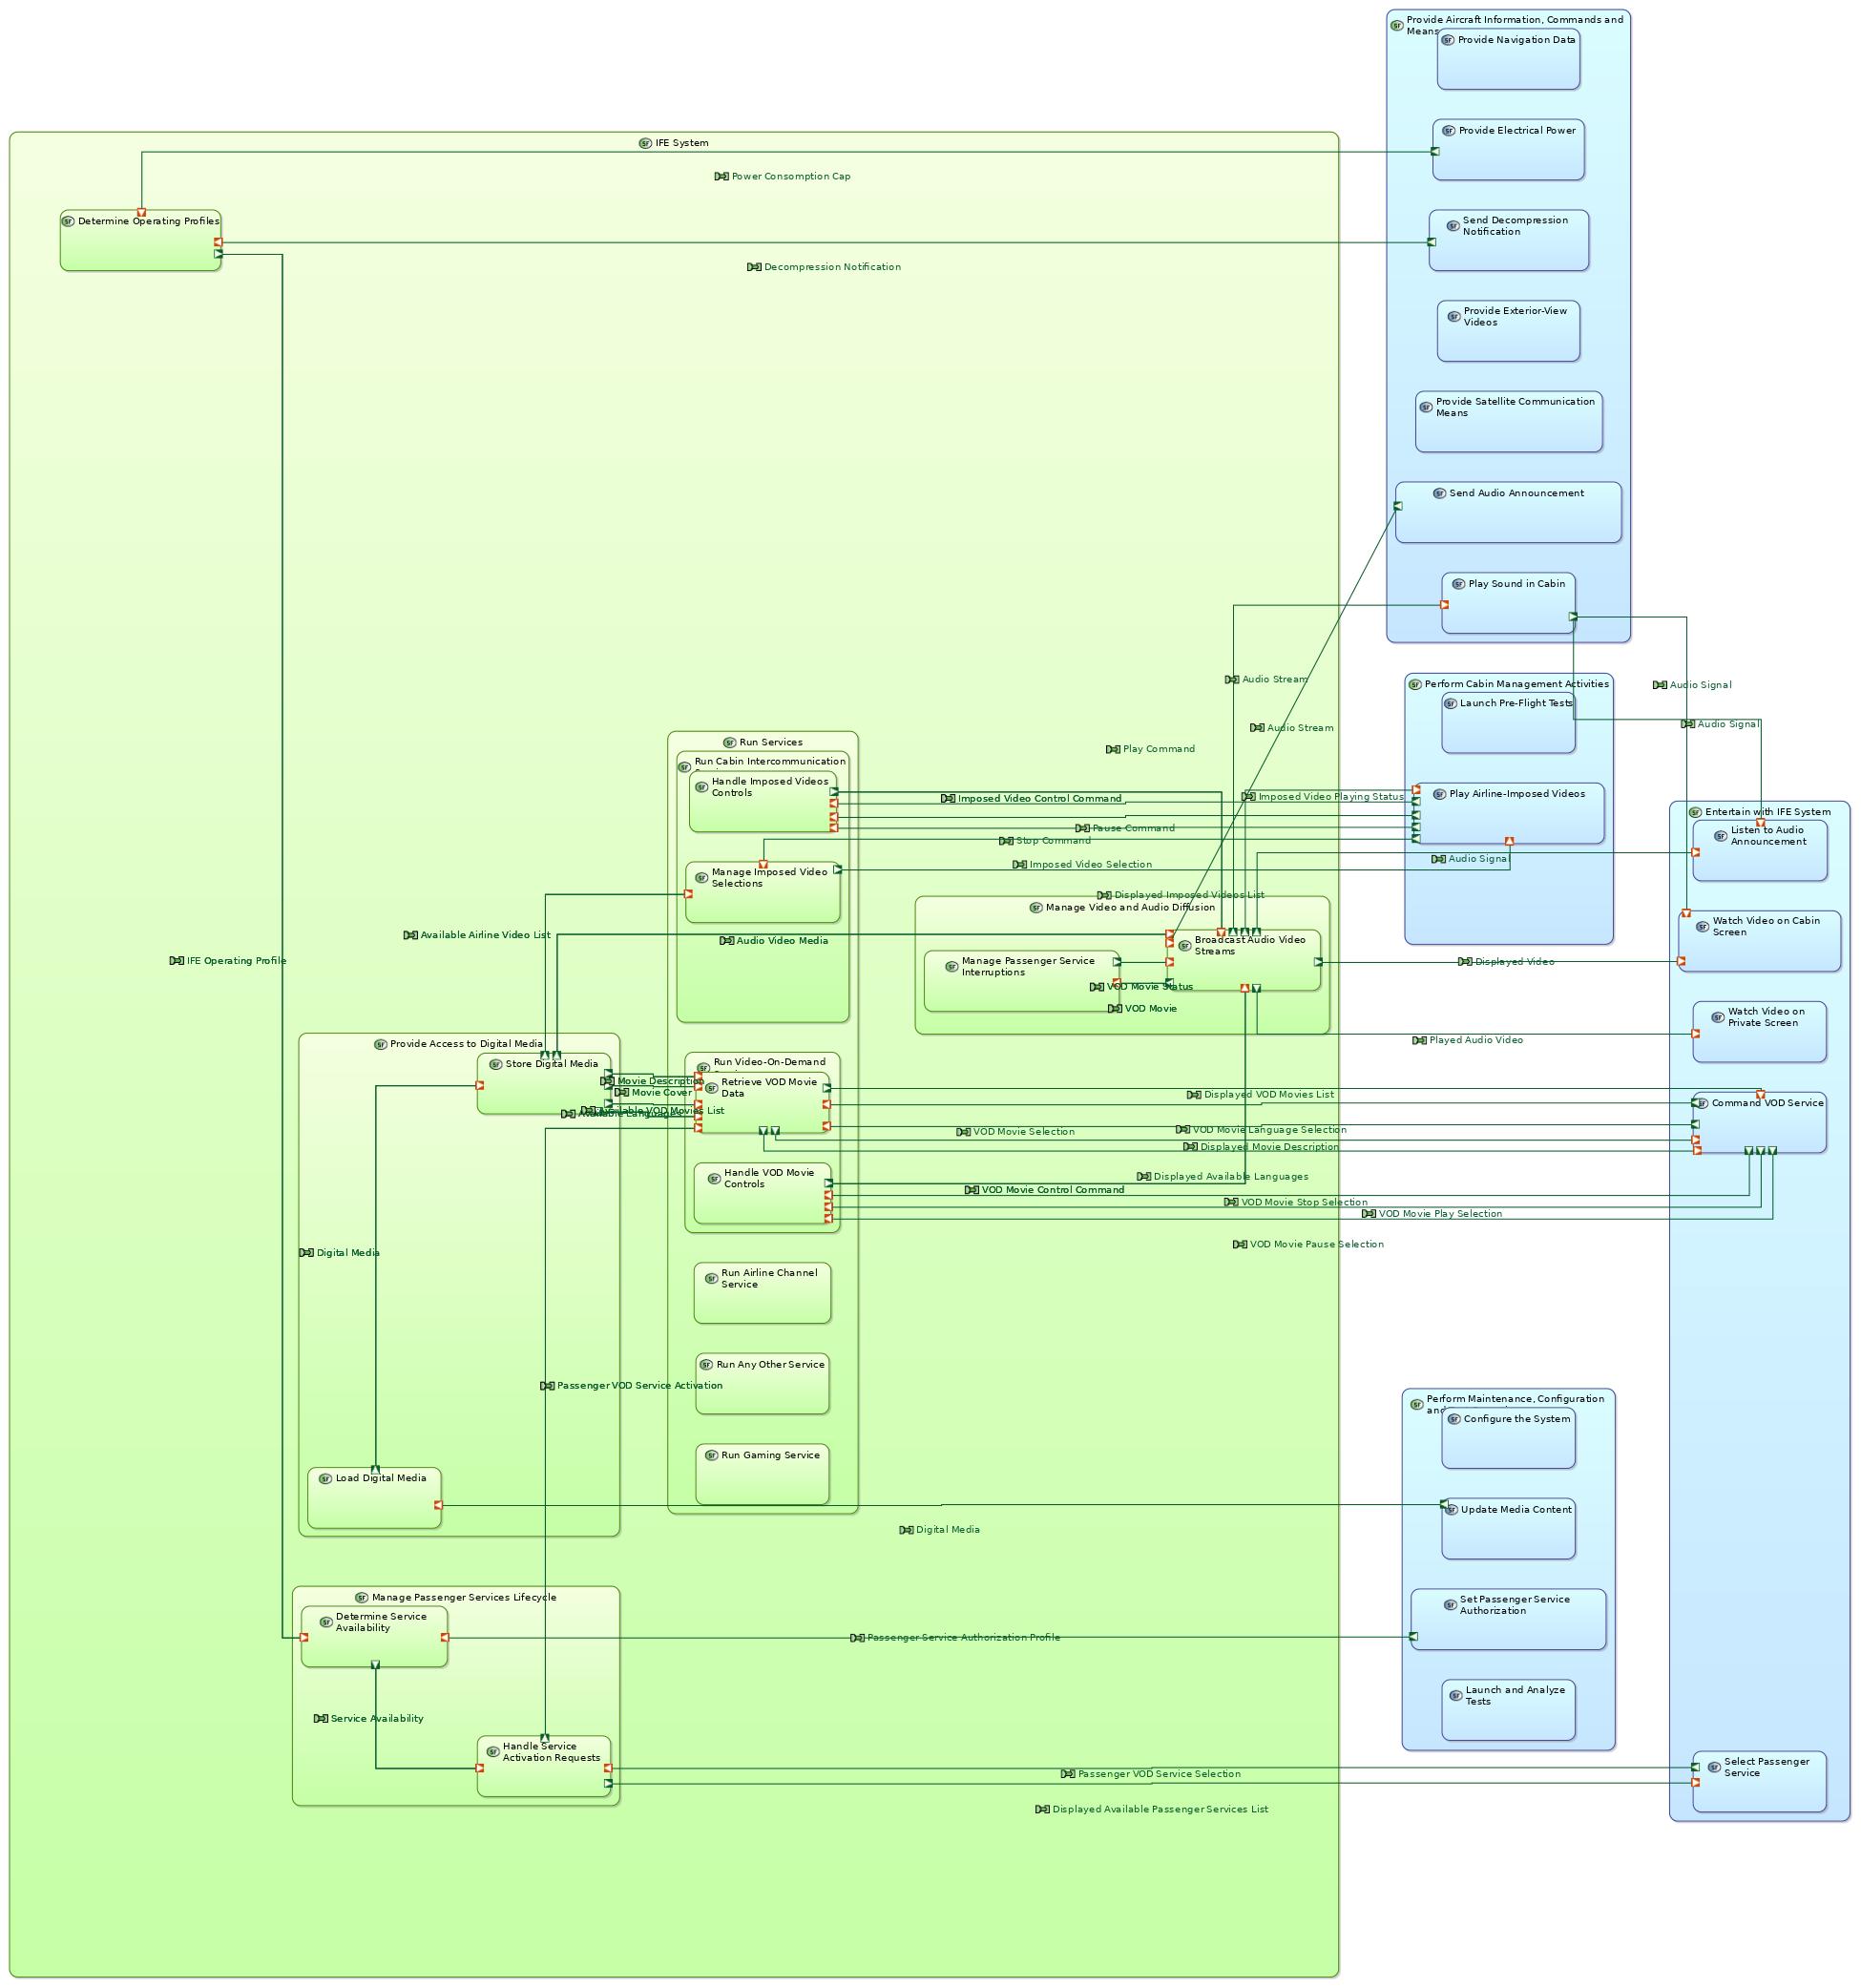 Provide Aircraft Information, Commands and
Means
Provide Navigation Data
Provide Electrical Power
IFE System
Power Consomption Cap
Determine Operating Profiles
Send Decompression
Notification
Decompression Notification
Provide Exterior-View
Videos
Provide Satellite Communication
Means
Send Audio Announcement
Play Sound in Cabin
Audio Stream
Perform Cabin Management Activities
Audio Signal
Launch Pre-Flight Tests
Audio Stream
Audio Signal
Run Services
Play Command
Run Cabin Intercommunication
Handle Imposed Videos
Controls
Imposed Video Control Command
Imposed Video Playing Status
Play Airline-Imposed Videos
Entertain with IFE System
Pause Command
Listen to Audio
Announcement
Stop Command
Audio Signal
Imposed Video Selection
Manage Imposed Video
Selections
Displayed Imposed Videos List
Manage Video and Audio Diffusion
Watch Video on Cabin
Screen
Available Airline Video List
Audio Video Media
Broadcast Audio Video
Streams
IFE Operating Profile
Manage Passenger Service
Interruptions
Displayed Video
VOD Movie Status
VOD Movie
Watch Video on
Private Screen
Provide Access to Digital Media
Played Audio Video
Store Digital Media
Run Video-On-Demand
Movie Description
Retrieve VOD Movie
Data
Movie Cover
Displayed VOD Movies List
Command VOD Service
Available VOD Movies List
Available Languages
VOD Movie Selection
VOD Movie Language Selection
Displayed Movie Description
Handle VOD Movie
Controls
Displayed Available Languages
VOD Movie Control Command
VOD Movie Stop Selection
VOD Movie Play Selection
Digital Media
VOD Movie Pause Selection
Run Airline Channel
Service
Run Any Other Service
Passenger VOD Service Activation
Perform Maintenance, Configuration
Configure the System
Run Gaming Service
Load Digital Media
Update Media Content
Digital Media
Manage Passenger Services Lifecycle
Determine Service
Availability
Set Passenger Service
Authorization
Passenger Service Authorization Profile
Launch and Analyze
Tests
Service Availability
Handle Service
Activation Requests
Select Passenger
Service
Passenger VOD Service Selection
Displayed Available Passenger Services List